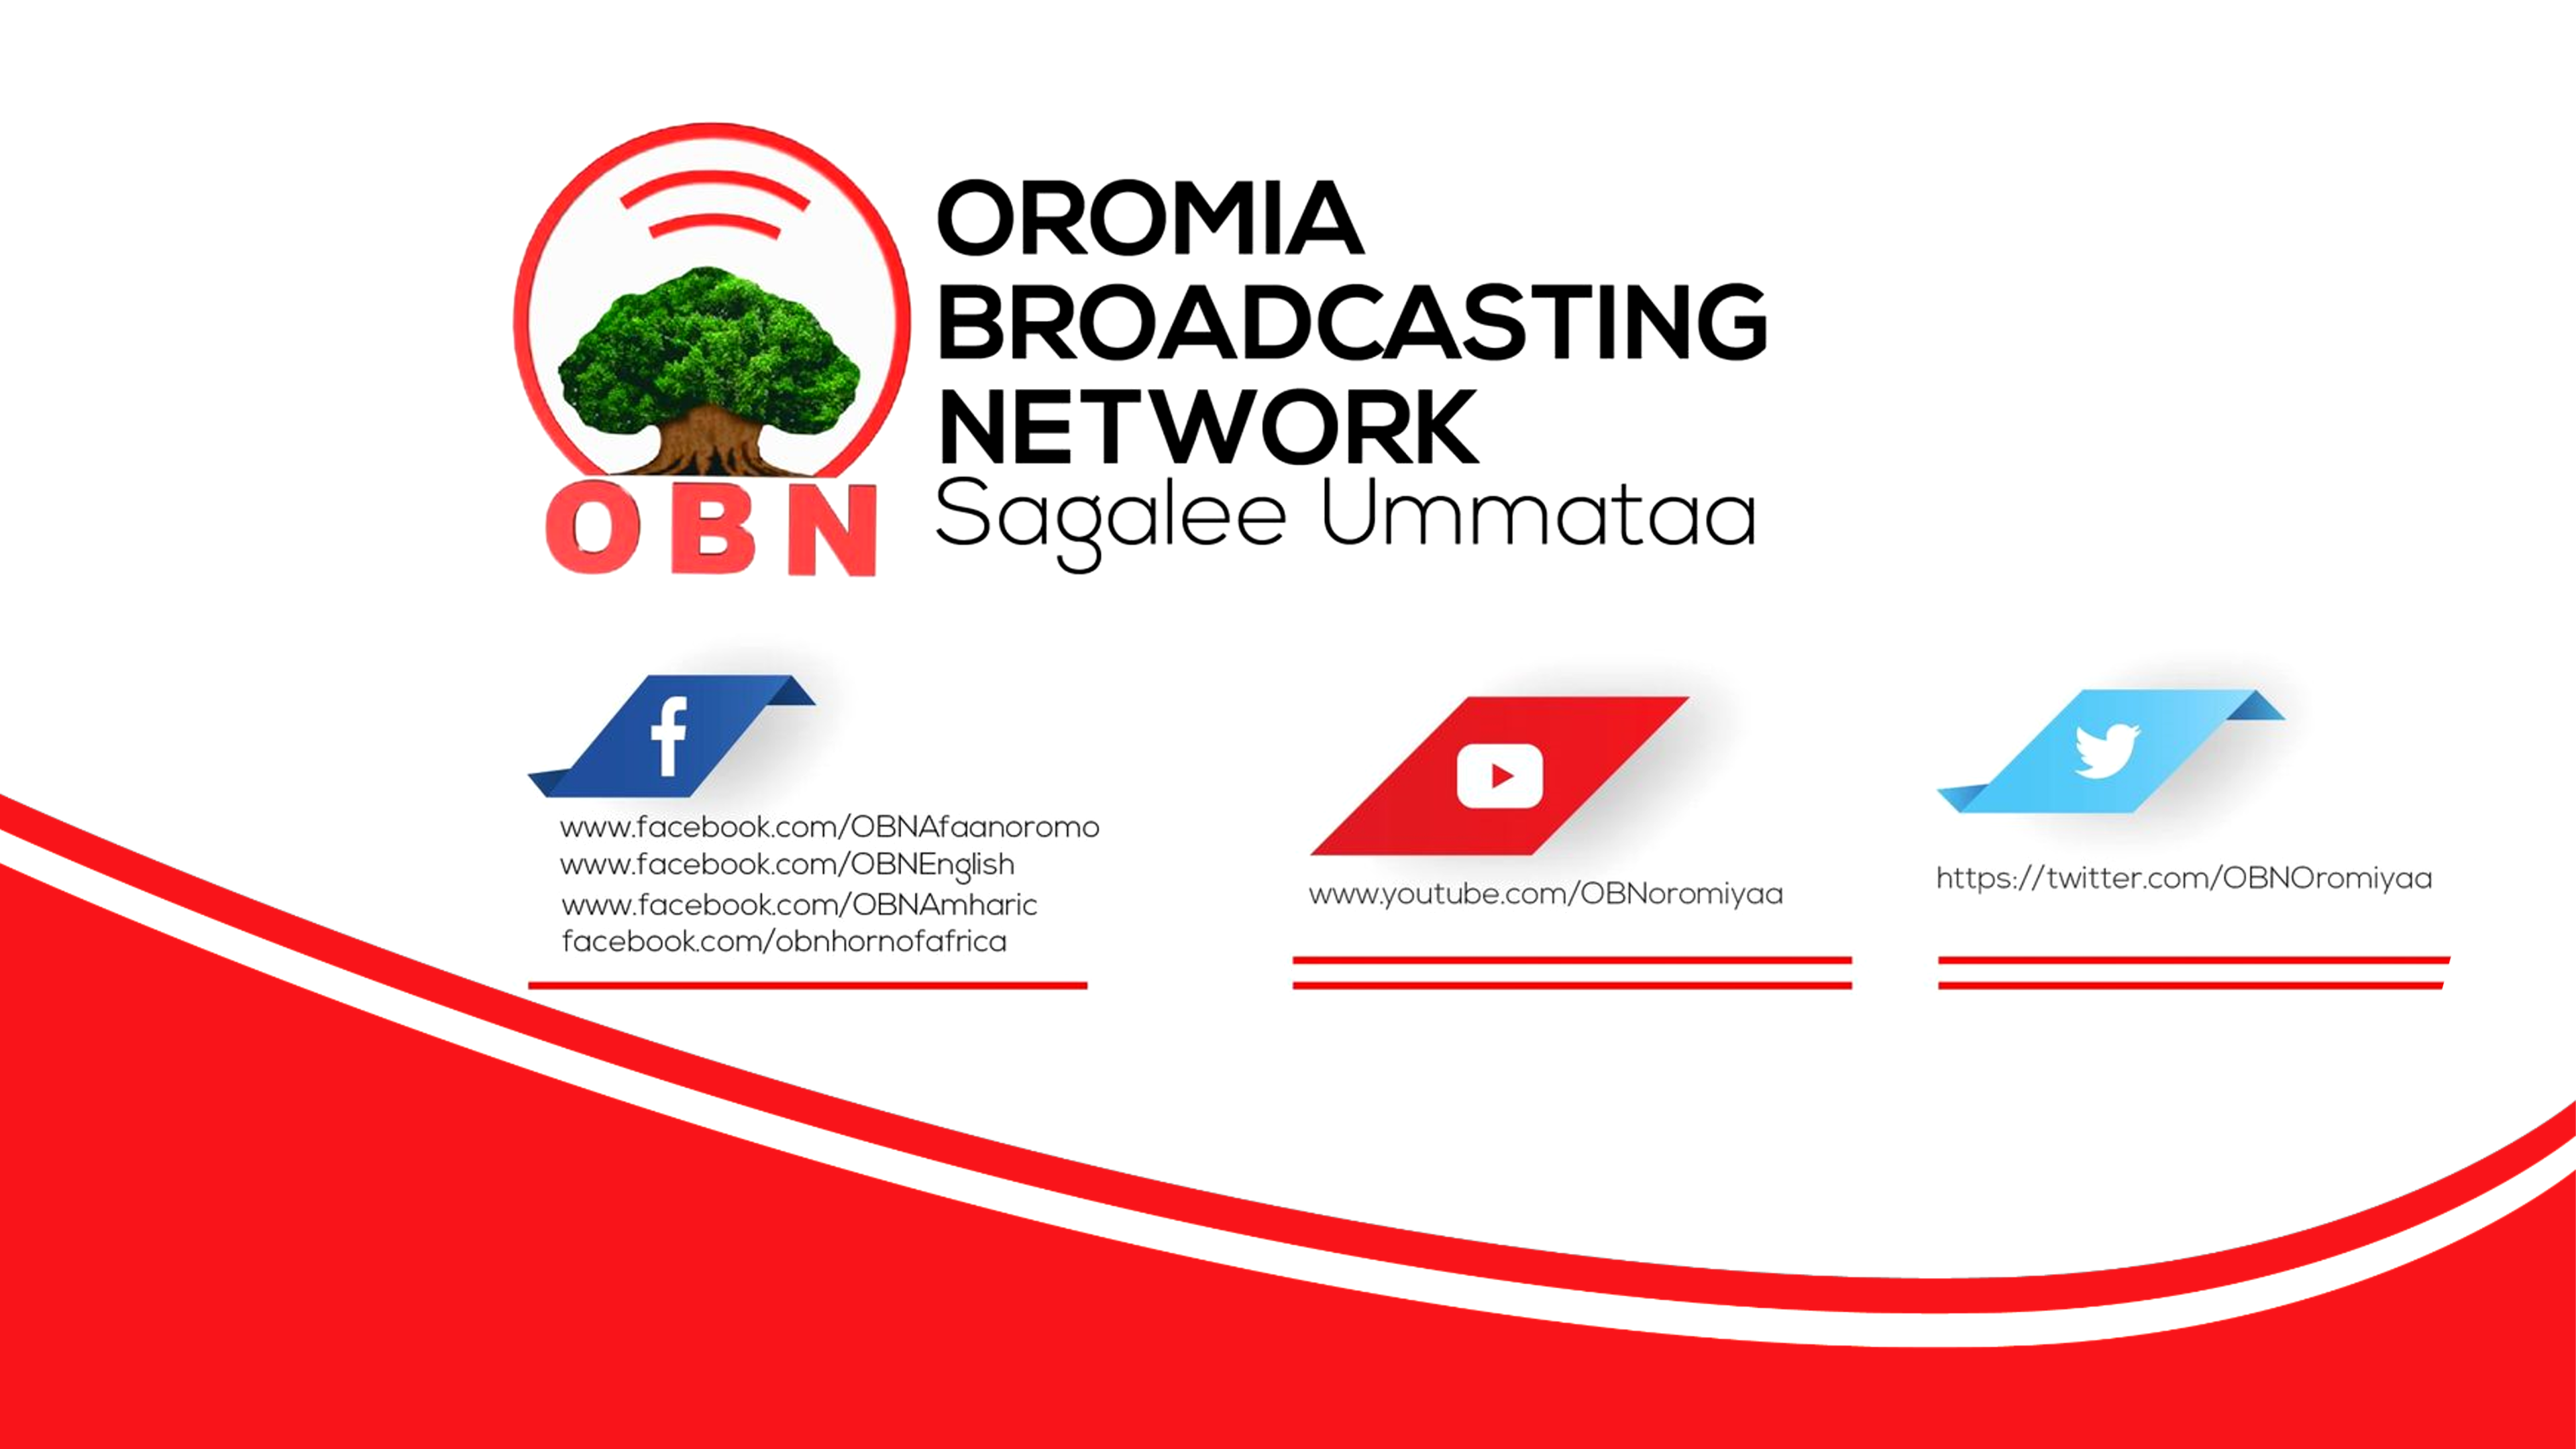 OROMIA
BROADCASTING
NETWORK
Sagalee Ummataa
OBN
www.facebook.com/OBNAfaanoromo
www.facebook.com/OBNEnglish
www.facebook.com/OBNAmharic
facebook.com/obnhornofafrica
www.youtube.com/OBNoromiyaa
https://twitter.com/OBNOromiyaa